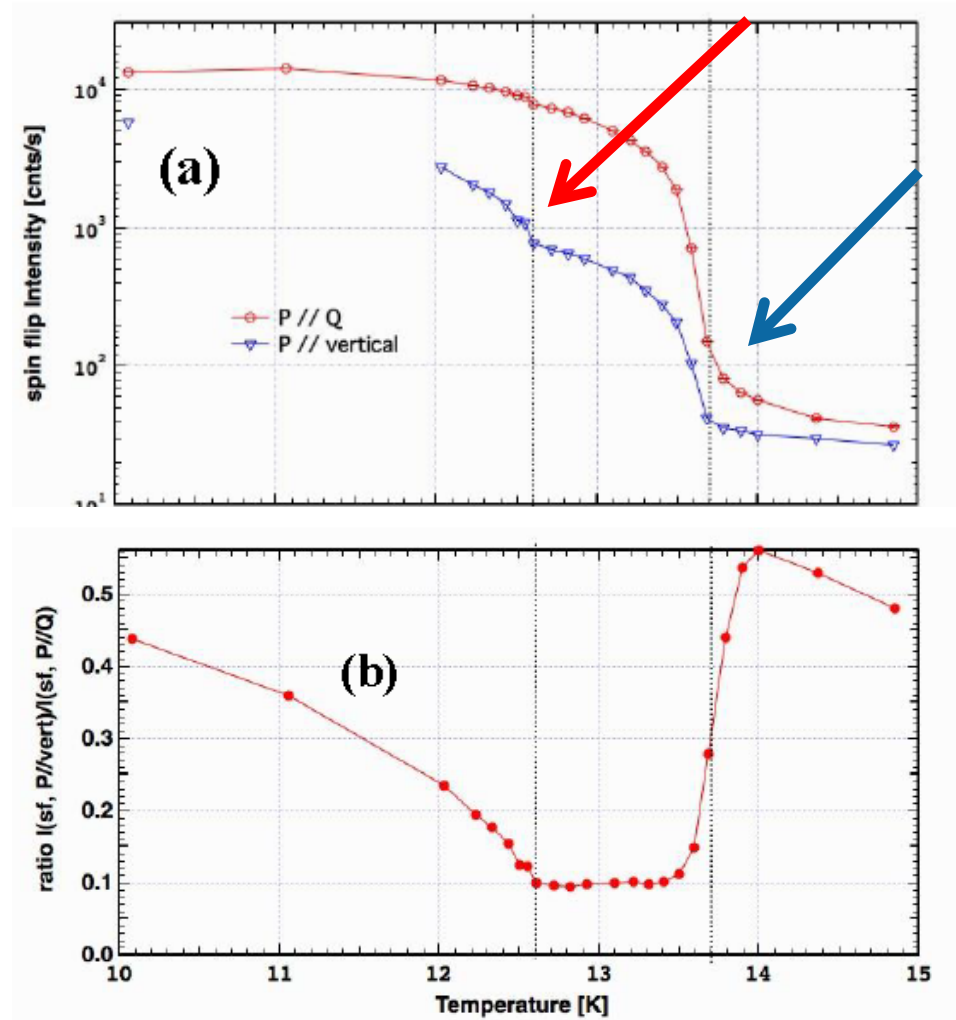 spin flip Intensity [cnts/s]
10⁴
10³
10²
10¹
(a)
P // Q
P // vertical
ratio I(sf, P//vert)/I(sf, P//Q)
0.5
0.4
0.3
0.2
0.1
0.0
(b)
10 11 12 13 14 15
Temperature [K]